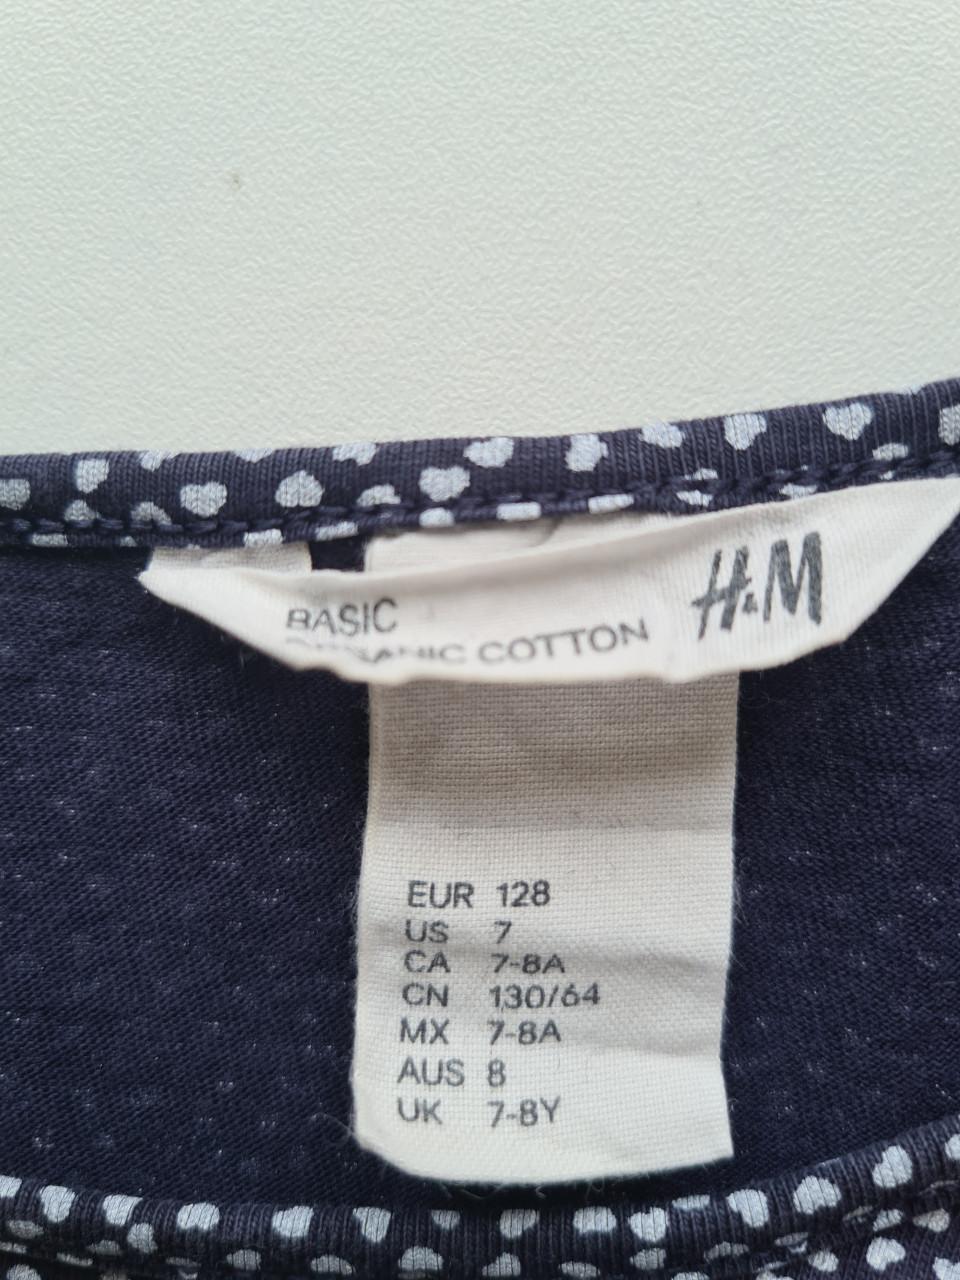 BASIC
ORGANIC COTTON
H&M
EUR 128
US 7
CA 7-8A
CN 130/64
MX 7-8A
AUS 8
UK 7-8Y